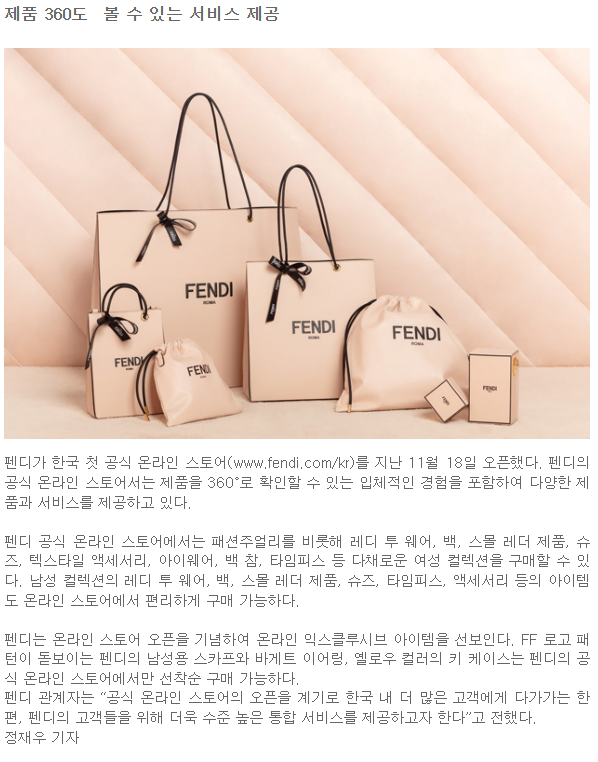 제품 360도 볼 수 있는 서비스 제공
FENDI
ROMA
FENDI
ROMA
FENDI
ROMA
FENDI
FENDI
ROMA
FENDI
FENDI
펜디가 한국 첫 공식 온라인 스토어(www.fendi.com/kr)를 지난 11월 18일 오픈했다. 펜디의
공식 온라인 스토어서는 제품을 360°로 확인할 수 있는 입체적인 경험을 포함하여 다양한 제
품과 서비스를 제공하고 있다.
펜디 공식 온라인 스토어에서는 패션주얼리를 비롯해 레디 투 웨어, 백, 스몰 레더 제품, 슈
즈, 텍스타일 액세서리, 아이웨어, 백 참, 타임피스 등 다채로운 여성 컬렉션을 구매할 수 있
다. 남성 컬렉션의 레디 투 웨어, 백, 스몰 레더 제품, 슈즈, 타임피스, 액세서리 등의 아이템
도 온라인 스토어에서 편리하게 구매 가능하다.
펜디는 온라인 스토어 오픈을 기념하여 온라인 익스클루시브 아이템을 선보인다. FF 로고 패
턴이 돋보이는 펜디의 남성용 스카프와 바게트 이어링, 옐로우 컬러의 키 케이스는 펜디의 공
식 온라인 스토어에서만 선착순 구매 가능하다.
펜디 관계자는 “공식 온라인 스토어의 오픈을 계기로 한국 내 더 많은 고객에게 다가가는 한
편, 펜디의 고객들을 위해 더욱 수준 높은 통합 서비스를 제공하고자 한다”고 전했다.
정재우 기자